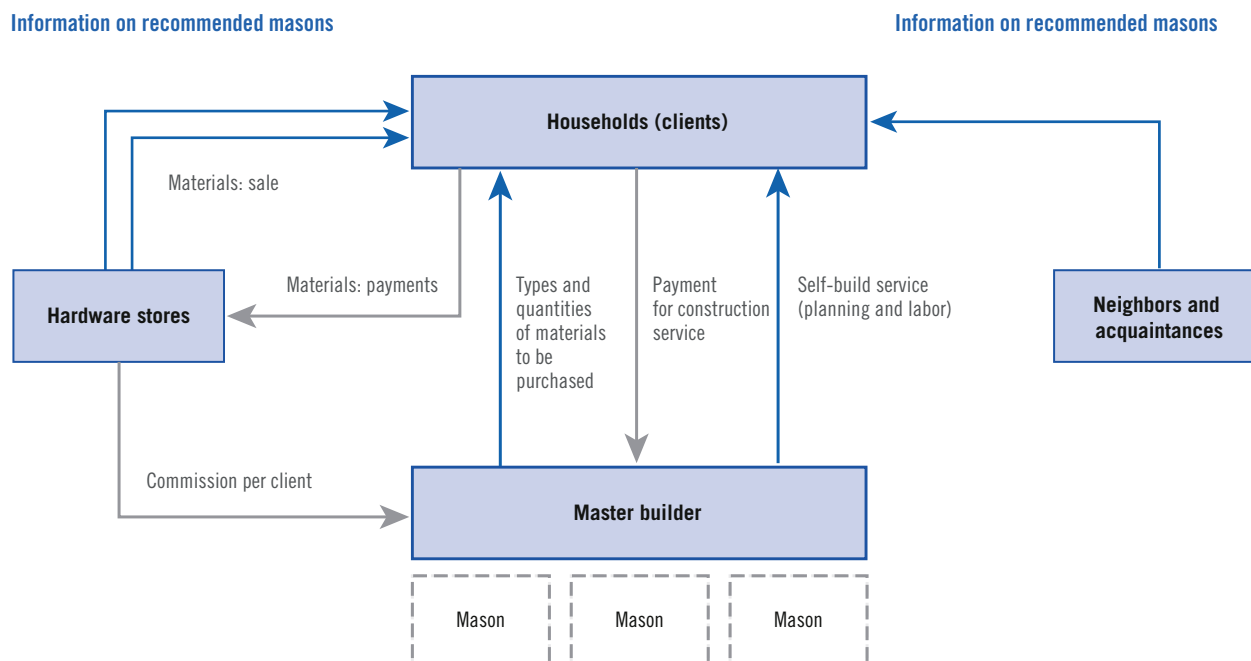 Information on recommended masons
Information on recommended masons
Households (clients)
Materials: sale
Materials: payments
Types and
quantities
of materials
to be
purchased
Payment
for construction
service
Self-build service
(planning and labor)
Hardware stores
Neighbors and
acquaintances
Commission per client
Master builder
Mason
Mason
Mason